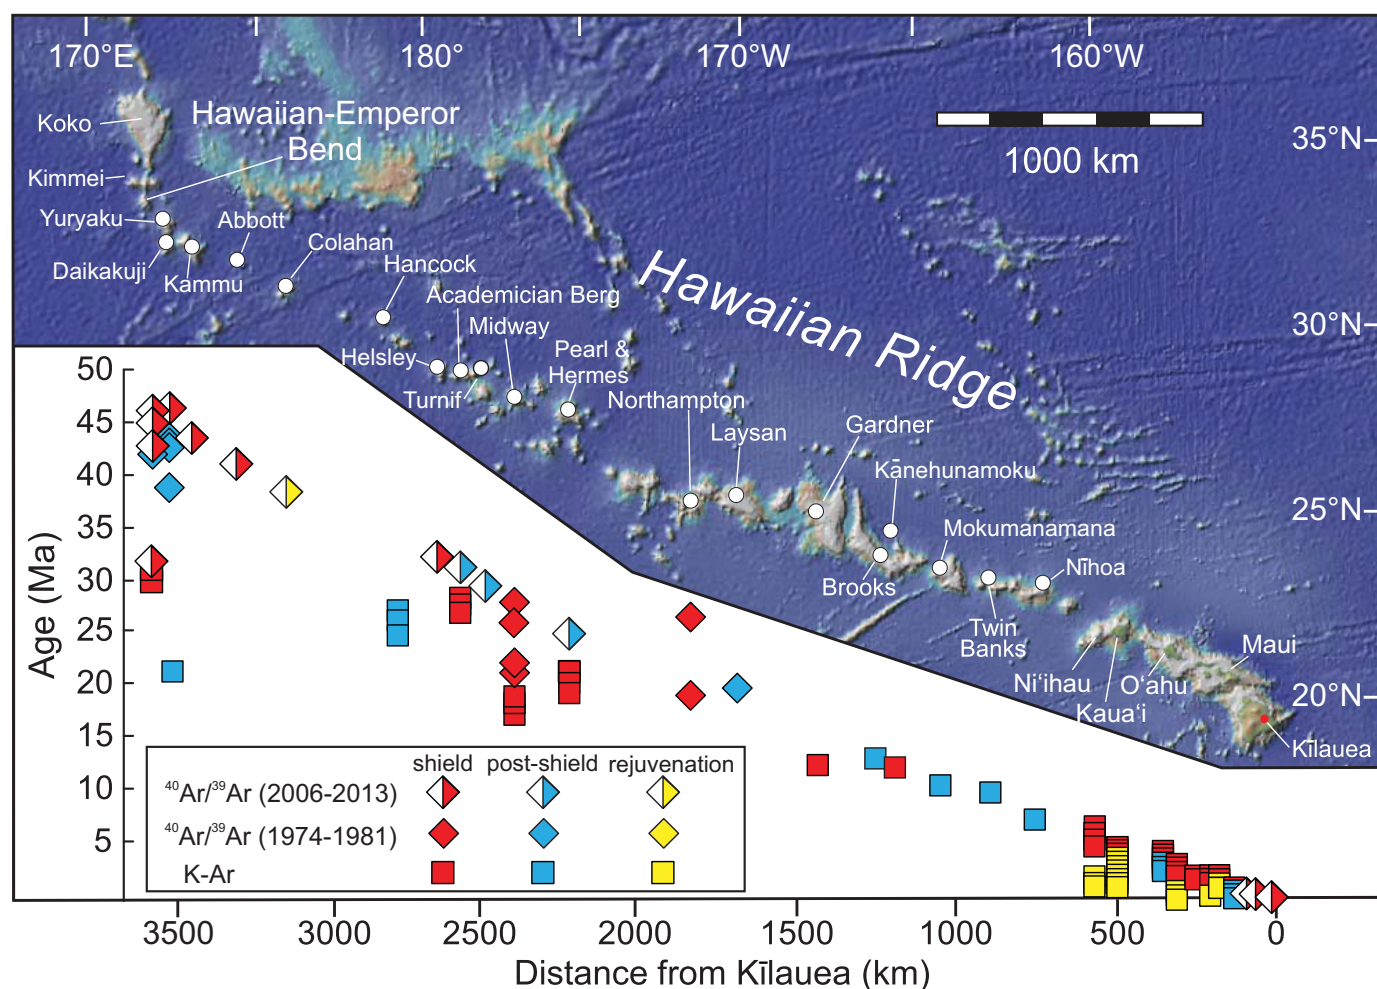 170°E
180°
170°W
160°W
Koko
Hawaiian-Emperor
Bend
35°N
1000 km
Kimmei
Yuryaku
Abbott
Colahan
Daikakuji
Kammu
Hancock
Academician Berg
Midway
Hawaiian Ridge
30°N
Helsley
Turnif
Pearl &
Hermes
Northampton
Laysan
Gardner
Kānehunamoku
25°N
Mokumanamana
Brooks
Nīhoa
Twin
Banks
Niʻihau
Kauaʻi
Oʻahu
Maui
20°N
Kīlauea
Age (Ma)
50
45
40
35
30
25
20
15
10
5
shield post-shield rejuvenation
⁴⁰Ar/³⁹Ar (2006-2013)
⁴⁰Ar/³⁹Ar (1974-1981)
K-Ar
3500 3000 2500 2000 1500 1000 500 0
Distance from Kīlauea (km)